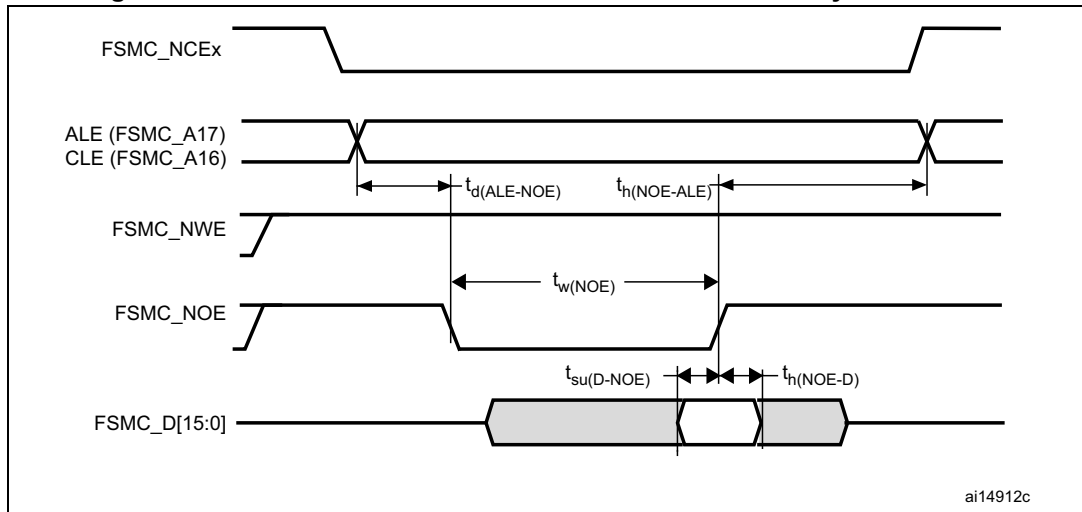 FSMC_NCEx
ALE (FSMC_A17)
CLE (FSMC_A16)
td(ALE-NOE)
th(NOE-ALE)
FSMC_NWE
tw(NOE)
FSMC_NOE
tsu(D-NOE)
th(NOE-D)
FSMC_D[15:0]
ai14912c